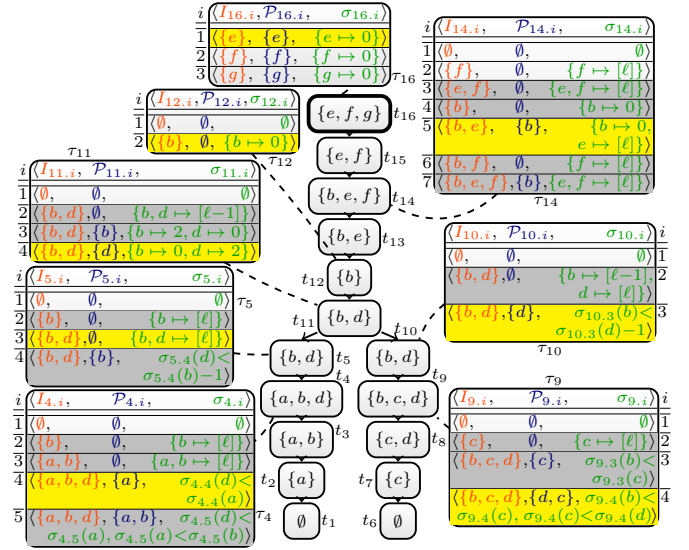 i ⟨I₁₆.ᵢ, 𝒫₁₆.ᵢ, σ₁₆.ᵢ⟩
1 ⟨{e}, {e}, {e ↦ 0}⟩
2 ⟨{f}, {f}, {f ↦ 0}⟩
3 ⟨{g}, {g}, {g ↦ 0}⟩
τ₁₆
i ⟨I₁₄.ᵢ, 𝒫₁₄.ᵢ, σ₁₄.ᵢ⟩
1 ⟨∅, ∅, ∅⟩
2 ⟨{f}, ∅, {f ↦ [ℓ]}⟩
3 ⟨{e, f}, ∅, {e, f ↦ [ℓ]}⟩
4 ⟨{b}, ∅, {b ↦ 0}⟩
5 ⟨{b, e}, {b}, {b ↦ 0,
e ↦ [ℓ]}⟩
6 ⟨{b, f}, ∅, {f ↦ [ℓ]}⟩
7 ⟨{b, e, f},{b},{e, f ↦ [ℓ]}⟩
τ₁₄
i ⟨I₁₂.ᵢ,𝒫₁₂.ᵢ,σ₁₂.ᵢ⟩
1 ⟨∅, ∅, ∅⟩
2 ⟨{b}, ∅, {b ↦ 0}⟩
τ₁₂
τ₁₁
i ⟨I₁₁.ᵢ, 𝒫₁₁.ᵢ, σ₁₁.ᵢ⟩
1 ⟨∅, ∅, ∅⟩
2 ⟨{b, d},∅, {b, d ↦ [ℓ−1]}⟩
3 ⟨{b, d},{b},{b ↦ 2, d ↦ 0}⟩
4 ⟨{b, d},{d},{b ↦ 0, d ↦ 2}⟩
i ⟨I₅.ᵢ, 𝒫₅.ᵢ, σ₅.ᵢ⟩
1 ⟨∅, ∅, ∅⟩
2 ⟨{b}, ∅, {b ↦ [ℓ]}⟩
3 ⟨{b, d},∅, {b, d ↦ [ℓ]}⟩
4 ⟨{b, d},{b}, σ₅.₄(d)<
σ₅.₄(b)−1}⟩
τ₅
i ⟨I₄.ᵢ, 𝒫₄.ᵢ, σ₄.ᵢ⟩
1 ⟨∅, ∅, ∅⟩
2 ⟨{b}, ∅, {b ↦ [ℓ]}⟩
3 ⟨{a, b}, ∅, {a, b ↦ [ℓ]}⟩
4 ⟨{a, b, d},{a}, σ₄.₄(d)<
σ₄.₄(a)}⟩
5 ⟨{a, b, d},{a, b}, σ₄.₅(d)<
σ₄.₅(a), σ₄.₅(a)<σ₄.₅(b)}⟩
τ₄
{e, f, g} t₁₆
{e, f} t₁₅
{b, e, f} t₁₄
{b, e} t₁₃
t₁₂ {b}
{b, d}
t₁₁ t₁₀
{b, d} t₅
{b, d}
t₄ t₉
{a, b, d}
{b, c, d}
{a, b} t₃
{c, d} t₈
t₂ {a}
t₇ {c}
∅ t₁
t₆ ∅
⟨I₁₀.ᵢ, 𝒫₁₀.ᵢ, σ₁₀.ᵢ⟩ i
⟨∅, ∅, ∅⟩ 1
⟨{b, d},∅, {b ↦ [ℓ−1], 2
d ↦ [ℓ]}⟩
⟨{b, d},{d}, σ₁₀.₃(b)< 3
σ₁₀.₃(d)−1}⟩
τ₁₀
τ₉
⟨I₉.ᵢ, 𝒫₉.ᵢ, σ₉.ᵢ⟩ i
⟨∅, ∅, ∅⟩ 1
⟨{c}, ∅, {c ↦ [ℓ]}⟩ 2
⟨{b, c, d},{c}, σ₉.₃(b)< 3
σ₉.₃(c)}⟩
⟨{b, c, d},{d, c}, σ₉.₄(b)< 4
σ₉.₄(c), σ₉.₄(c)<σ₉.₄(d)}⟩